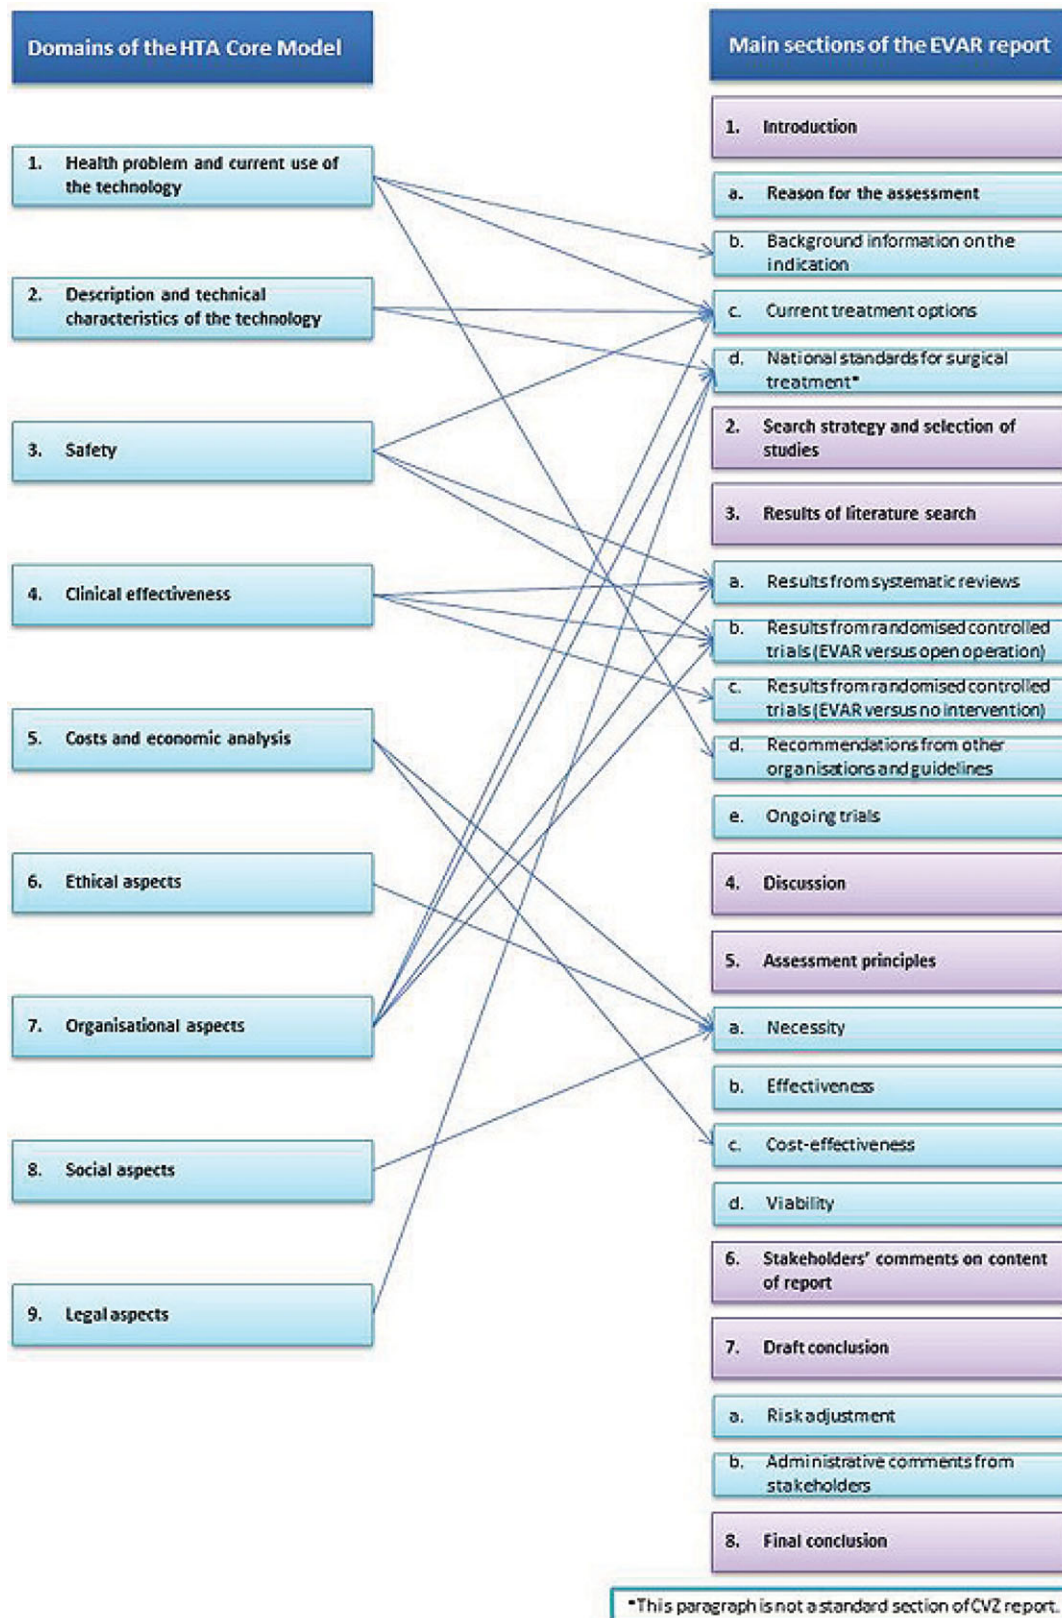 Domains of the HTA Core Model
1. Health problem and current use of
the technology
2. Description and technical
characteristics of the technology
3. Safety
4. Clinical effectiveness
5. Costs and economic analysis
6. Ethical aspects
7. Organisational aspects
8. Social aspects
9. Legal aspects
Main sections of the EVAR report
1. Introduction
a. Reason for the assessment
b. Background information on the
indication
c. Current treatment options
d. National standards for surgical
treatment*
2. Search strategy and selection of
studies
3. Results of literature search
a. Results from systematic reviews
b. Results from randomised controlled
trials (EVAR versus open operation)
c. Results from randomised controlled
trials (EVAR versus no intervention)
d. Recommendations from other
organisations and guidelines
e. Ongoing trials
4. Discussion
5. Assessment principles
a. Necessity
b. Effectiveness
c. Cost-effectiveness
d. Viability
6. Stakeholders' comments on content
of report
7. Draft conclusion
a. Risk adjustment
b. Administrative comments from
stakeholders
8. Final conclusion
*This paragraph is not a standard section of CVZ report.